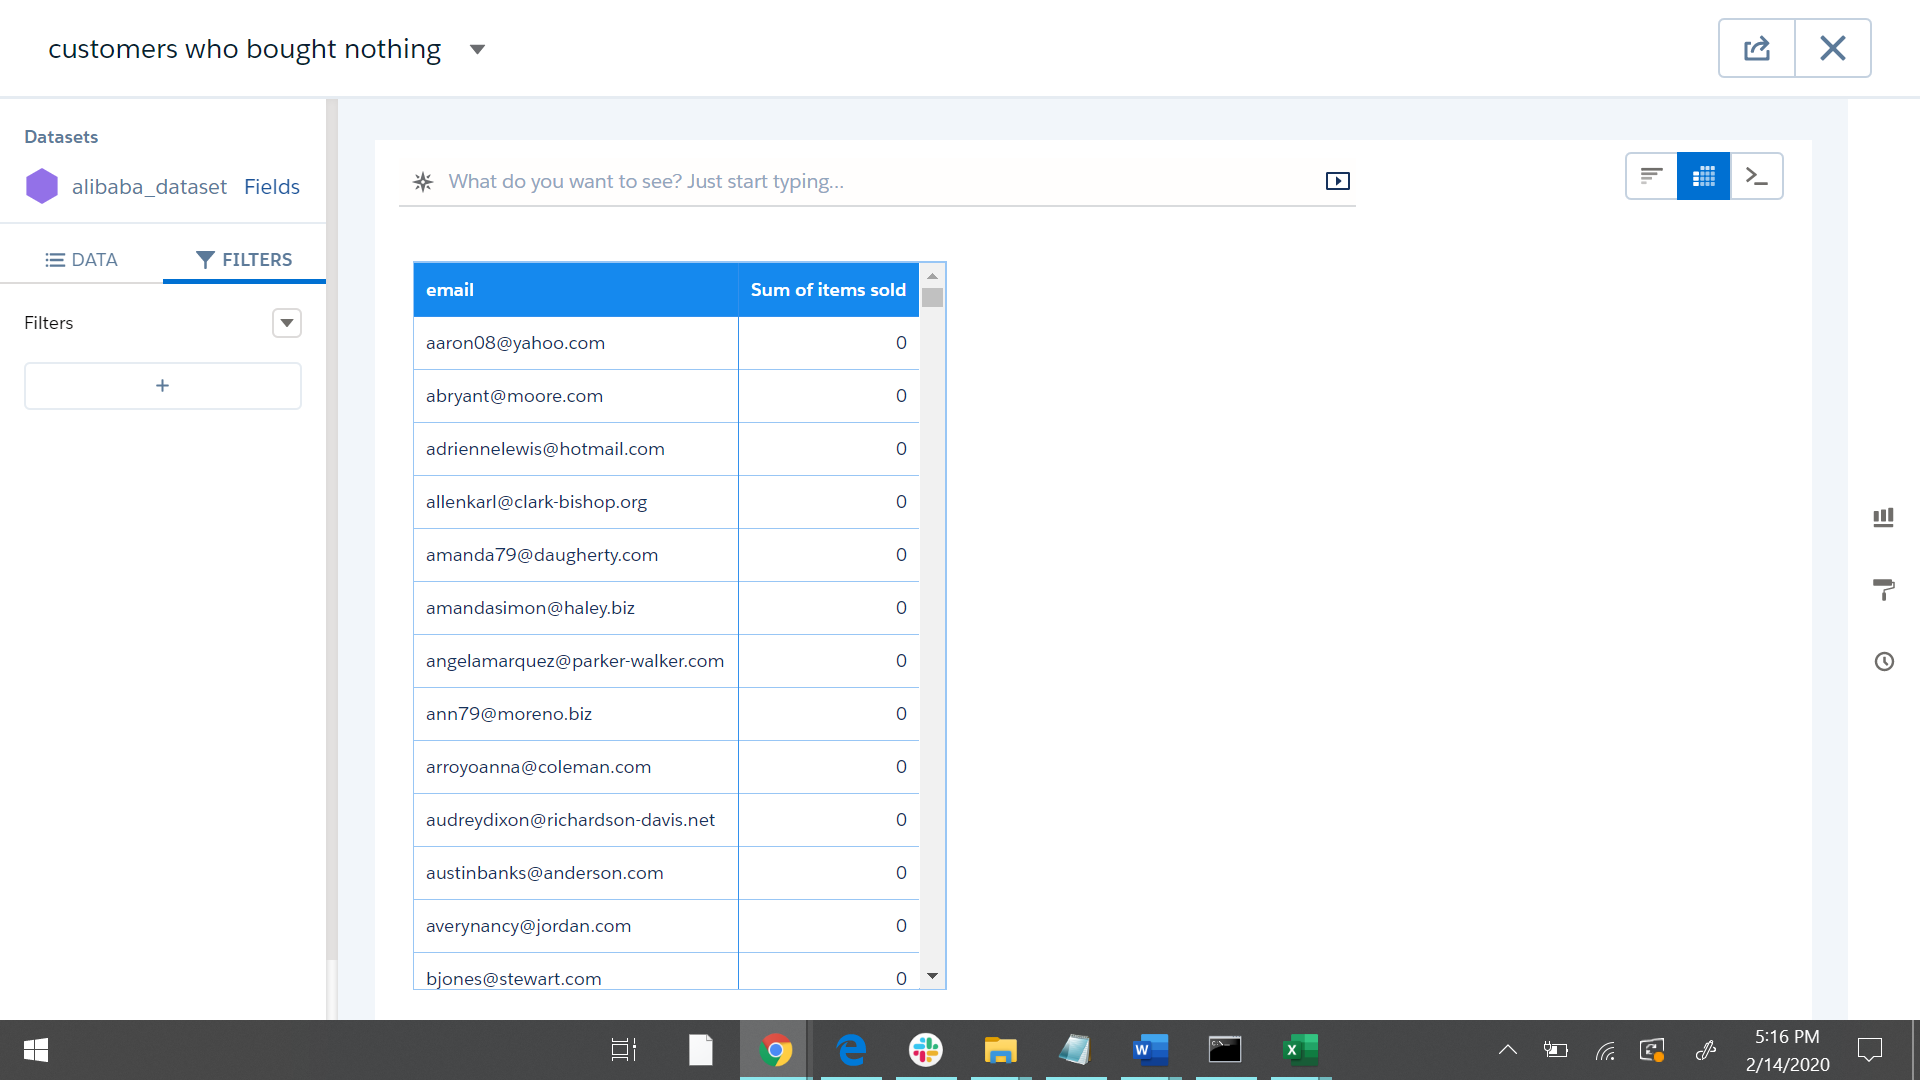 customers who bought nothing
Datasets
alibaba_dataset Fields
DATA FILTERS
Filters
+
What do you want to see? Just start typing...
email Sum of items sold
aaron08@yahoo.com 0
abryant@moore.com 0
adriennelewis@hotmail.com 0
allenkarl@clark-bishop.org 0
amanda79@daugherty.com 0
amandasimon@haley.biz 0
angelamarquez@parker-walker.com 0
ann79@moreno.biz 0
arroyoanna@coleman.com 0
audreydixon@richardson-davis.net 0
austinbanks@anderson.com 0
averynancy@jordan.com 0
bjones@stewart.com 0
5:16 PM
2/14/2020